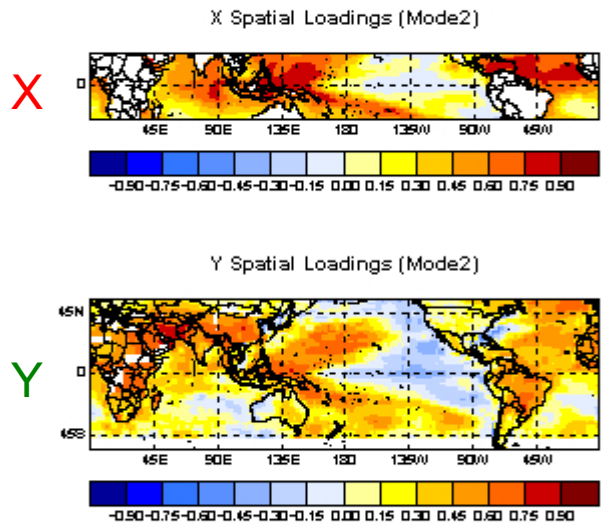 X Spatial Loadings (Mode2)
X
0
45E 90E 135E 180 135W 90W 45W
-0.90 -0.75 -0.60 -0.45 -0.30 -0.15 0.00 0.15 0.30 0.45 0.60 0.75 0.90
Y Spatial Loadings (Mode2)
45N
Y
0
45S
45E 90E 135E 180 135W 90W 45W
-0.90 -0.75 -0.60 -0.45 -0.30 -0.15 0.00 0.15 0.30 0.45 0.60 0.75 0.90